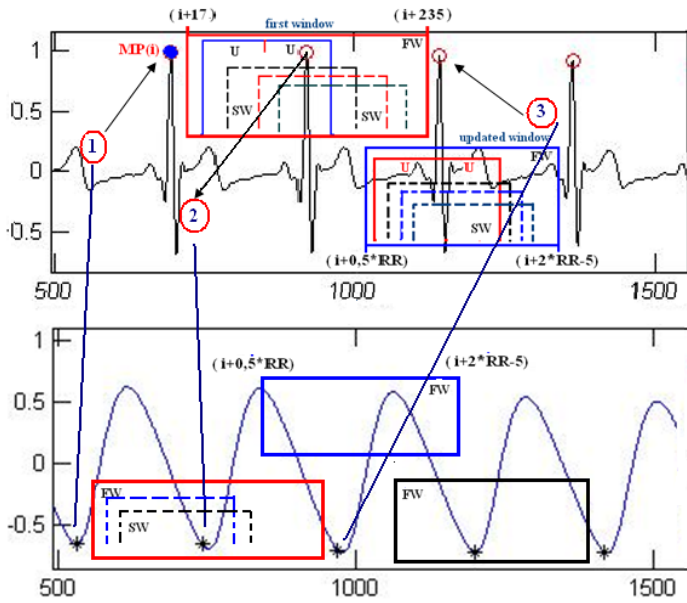 (i+17.) first window (i+235)
1 MP(i) U U FW
0.5 SW SW 3
1 updated window
0 FW
U U
2
-0.5 SW
(i+0,5*RR) (i+2*RR-5)
500 1000 1500
1
(i+0,5*RR) (i+2*RR-5)
0.5 FW
0
FW FW
-0.5 SW
500 1000 1500